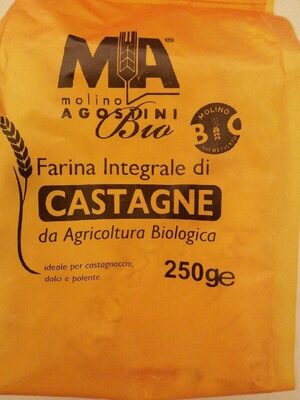 MA®
molino
AGOSTINI
Bio
MOLINO
BIO
Farina Integrale di
CASTAGNE
da Agricoltura Biologica
ideale per castagnaccio,
dolci e polente
250g e